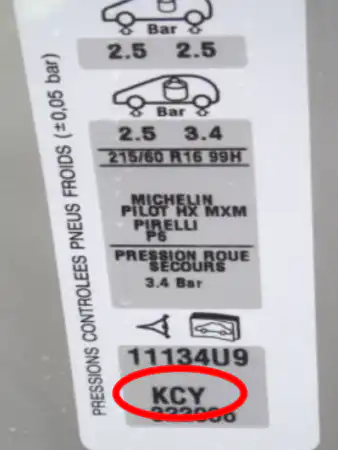 Bar
2.5 2.5
Bar
2.5 3.4
215/60 R16 99H
MICHELIN
PILOT HX MXM
PIRELLI
P6
PRESSION ROUE
SECOURS
3.4 Bar
11134U9
KCY
PRESSIONS CONTROLEES PNEUS FROIDS (±0,05 bar)